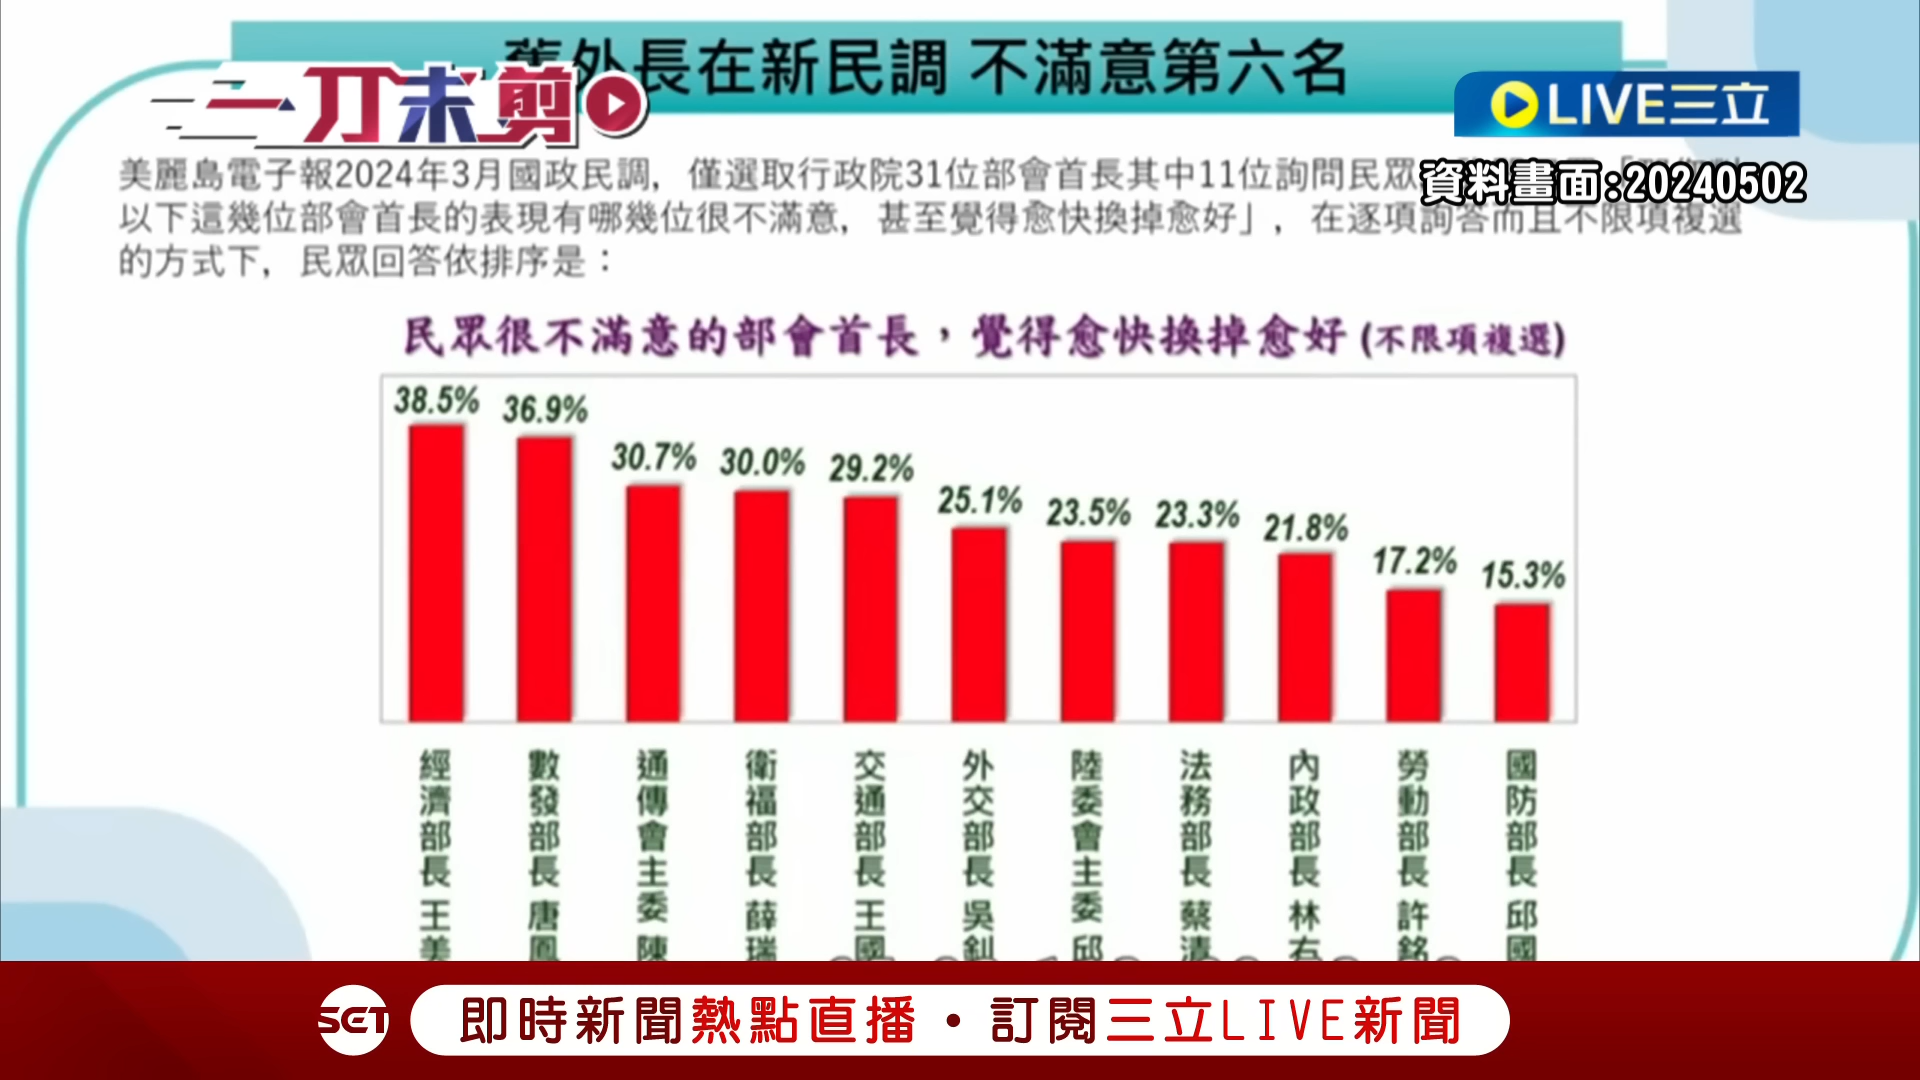 舊外長在新民調 不滿意第六名
一刀未剪
LIVE三立
資料畫面:20240502
美麗島電子報2024年3月國政民調，僅選取行政院31位部會首長其中11位詢問民眾
以下這幾位部會首長的表現有哪幾位很不滿意，甚至覺得愈快換掉愈好」，在逐項詢答而且不限項複選
的方式下，民眾回答依排序是：
民眾很不滿意的部會首長，覺得愈快換掉愈好 (不限項複選)
38.5% 36.9% 30.7% 30.0% 29.2% 25.1% 23.5% 23.3% 21.8% 17.2% 15.3%
經濟部長 王美
數發部長 唐鳳
通傳會主委 陳
衛福部長 薛瑞
交通部長 王國
外交部長 吳釗
陸委會主委 邱
法務部長 蔡清
內政部長 林右
勞動部長 許銘
國防部長 邱國
SET
即時新聞熱點直播・訂閱三立LIVE新聞